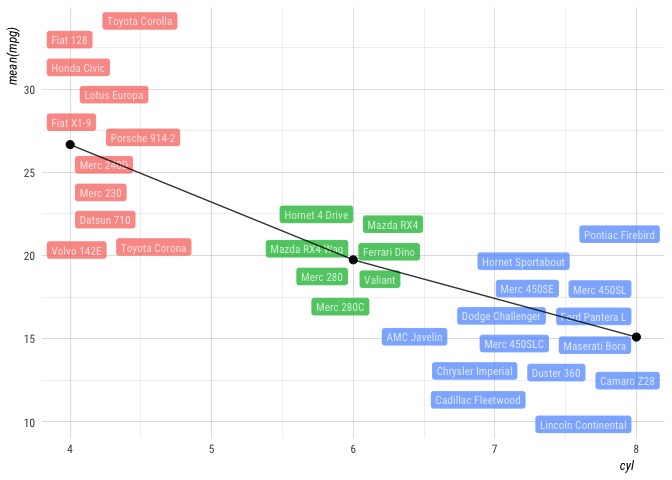 mean(mpg)
30
25
20
15
10
Toyota Corolla
Fiat 128
Honda Civic
Lotus Europa
Fiat X1-9
Porsche 914-2
Merc 240D
Merc 230
Datsun 710
Volvo 142E
Toyota Corona
Hornet 4 Drive
Mazda RX4
Mazda RX4 Wag
Ferrari Dino
Merc 280
Valiant
Merc 280C
Pontiac Firebird
Hornet Sportabout
Merc 450SE
Merc 450SL
Dodge Challenger
Ford Pantera L
AMC Javelin
Merc 450SLC
Maserati Bora
Chrysler Imperial
Duster 360
Camaro Z28
Cadillac Fleetwood
Lincoln Continental
4
5
6
7
8
cyl